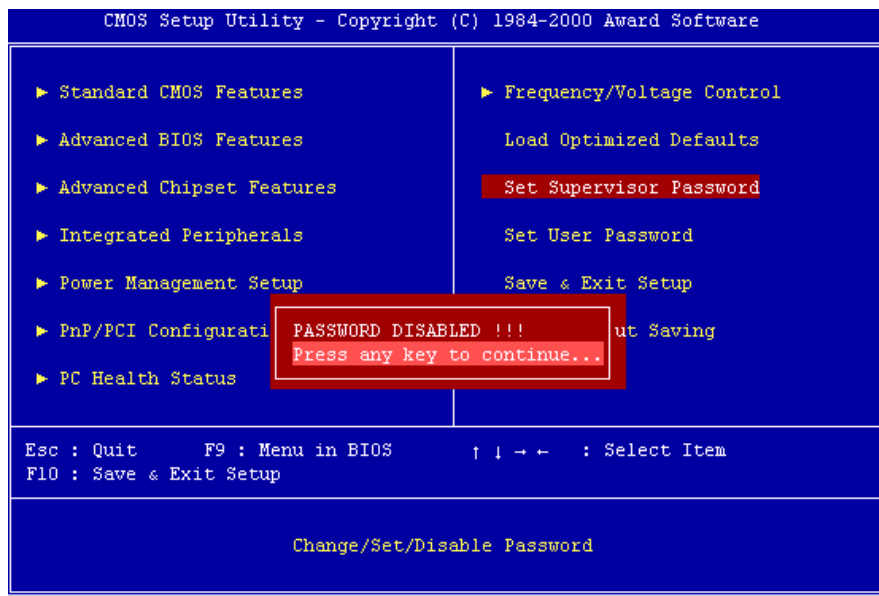 CMOS Setup Utility - Copyright (C) 1984-2000 Award Software
► Standard CMOS Features
► Advanced BIOS Features
► Advanced Chipset Features
► Integrated Peripherals
► Power Management Setup
► PnP/PCI Configurati
► PC Health Status
► Frequency/Voltage Control
Load Optimized Defaults
Set Supervisor Password
Set User Password
Save & Exit Setup
ut Saving
PASSWORD DISABLED !!!
Press any key to continue...
Esc : Quit F9 : Menu in BIOS ↑ ↓ → ← : Select Item
F10 : Save & Exit Setup
Change/Set/Disable Password